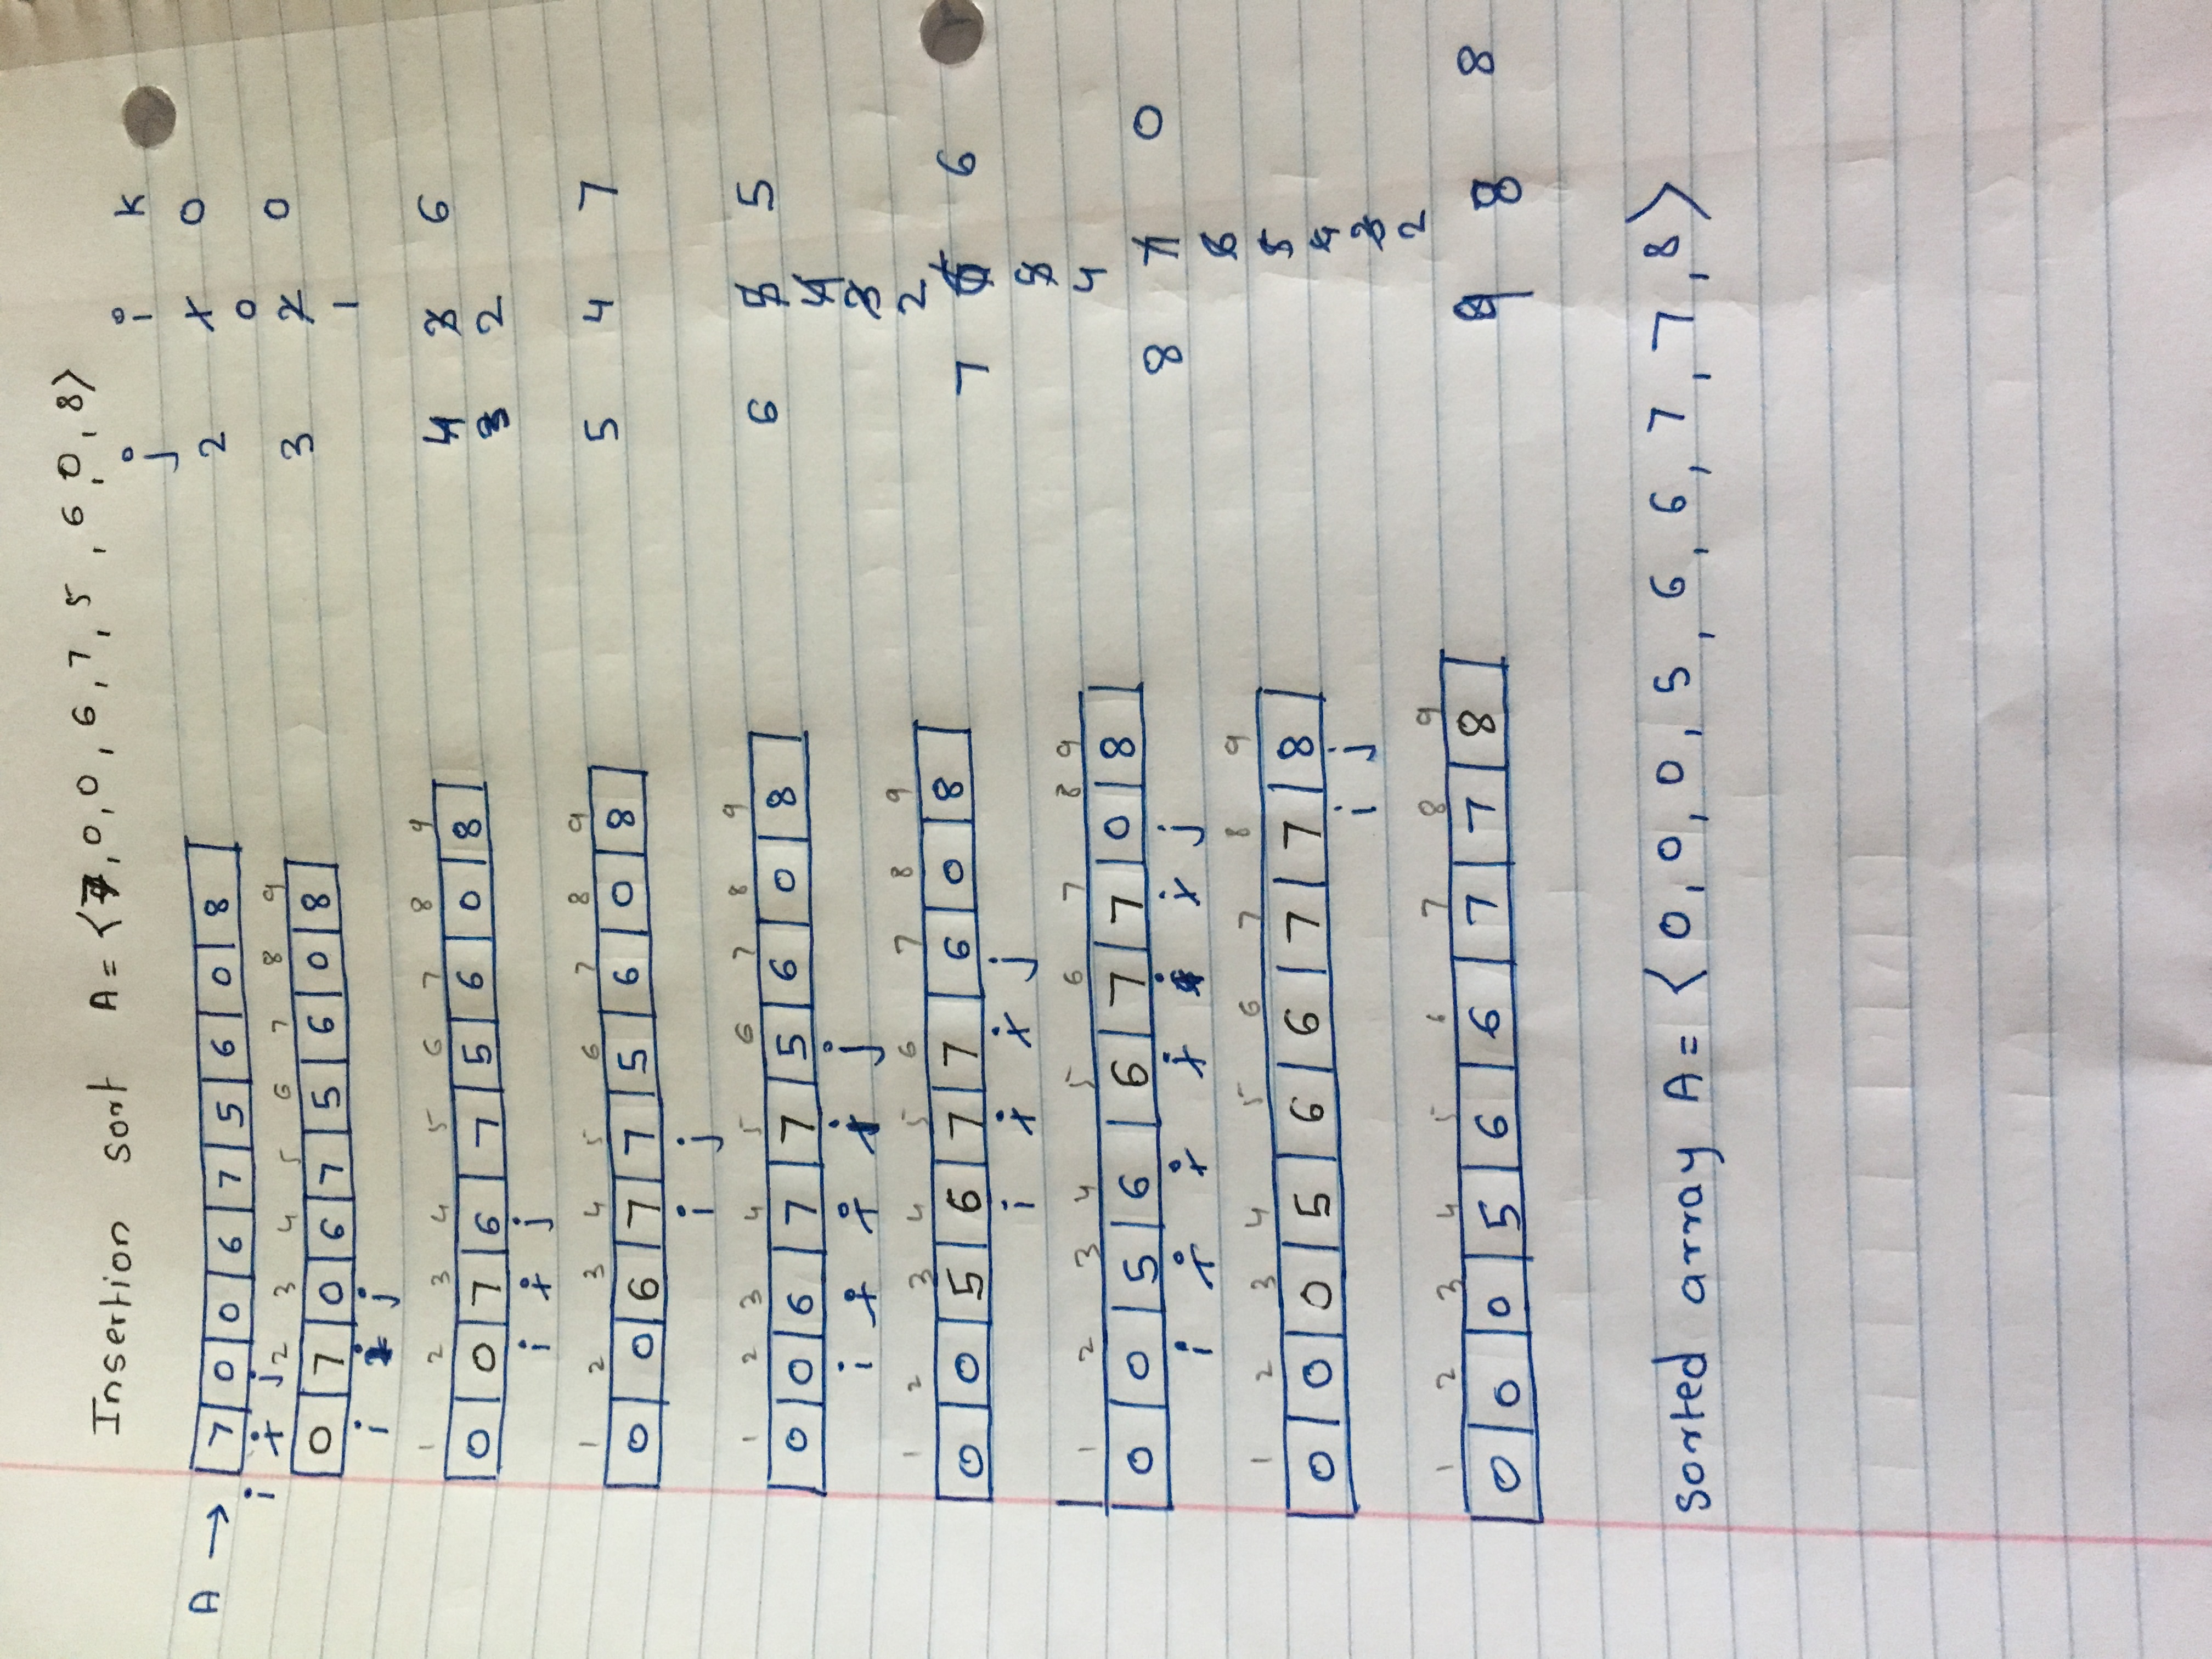 Insertion sort A = ⟨7, 0, 0, 6, 7, 5, 6, 0, 8⟩
j i k
A → 7 0 0 6 7 5 6 0 8
2 1 0
i i j
0
2 3 4 5 6 7 8 9
0 7 0 6 7 5 6 0 8
3 2 0
i i j
1
1 2 3 4 5 6 7 8 9
0 0 7 6 7 5 6 0 8
4 3 6
3 2
i i j
1 2 3 4 5 6 7 8 9
0 0 6 7 7 5 6 0 8
5 4 7
i j
1 2 3 4 5 6 7 8 9
0 0 6 7 7 5 6 0 8
6 5 5
4
i i i i j
3
2
1 2 3 4 5 6 7 8 9
0 0 5 6 7 7 6 0 8
7 6 6
i i i j
5
4
1 2 3 4 5 6 7 8 9
0 0 5 6 6 7 7 0 8
8 7 0
i i i i i i j
6
5
4
3
2
1 2 3 4 5 6 7 8 9
0 0 0 5 6 6 7 7 8
i j
1 2 3 4 5 6 7 8 9
0 0 0 5 6 6 7 7 8
9 8 8
sorted array A = ⟨0, 0, 0, 5, 6, 6, 7, 7, 8⟩